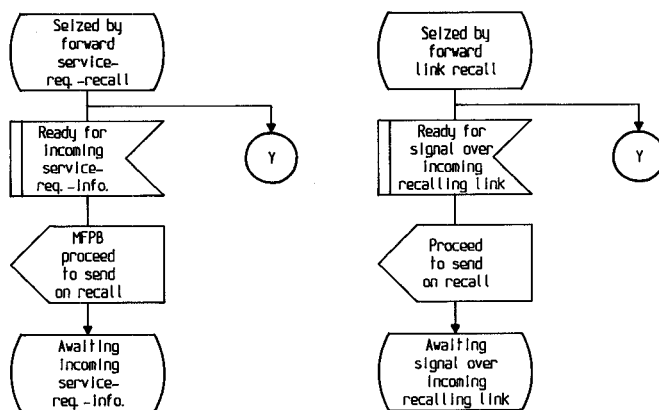 Seized by
forward
service-
req.-recall
Ready for
incoming
service-
req.-info.
Y
MFPB
proceed
to send
on recall
Awaiting
incoming
service-
req.-info.
Seized by
forward
link recall
Ready for
signal over
incoming
recalling link
Y
Proceed
to send
on recall
Awaiting
signal over
incoming
recalling link